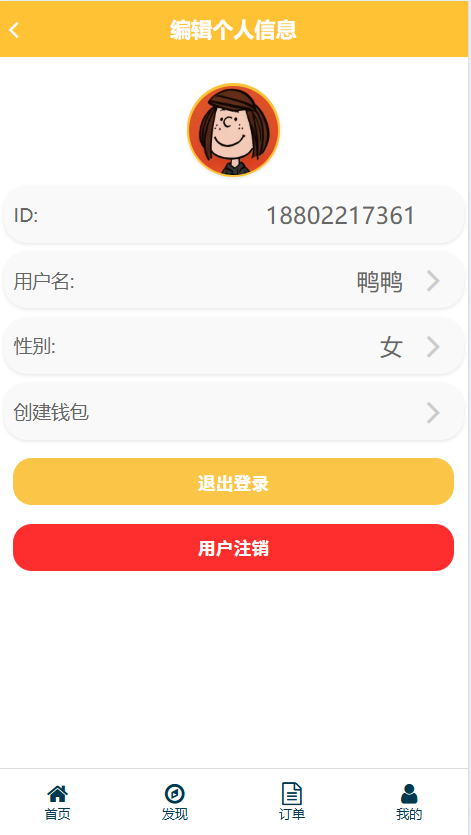 编辑个人信息
ID: 18802217361
用户名: 鸭鸭
性别: 女
创建钱包
退出登录
用户注销
首页 发现 订单 我的